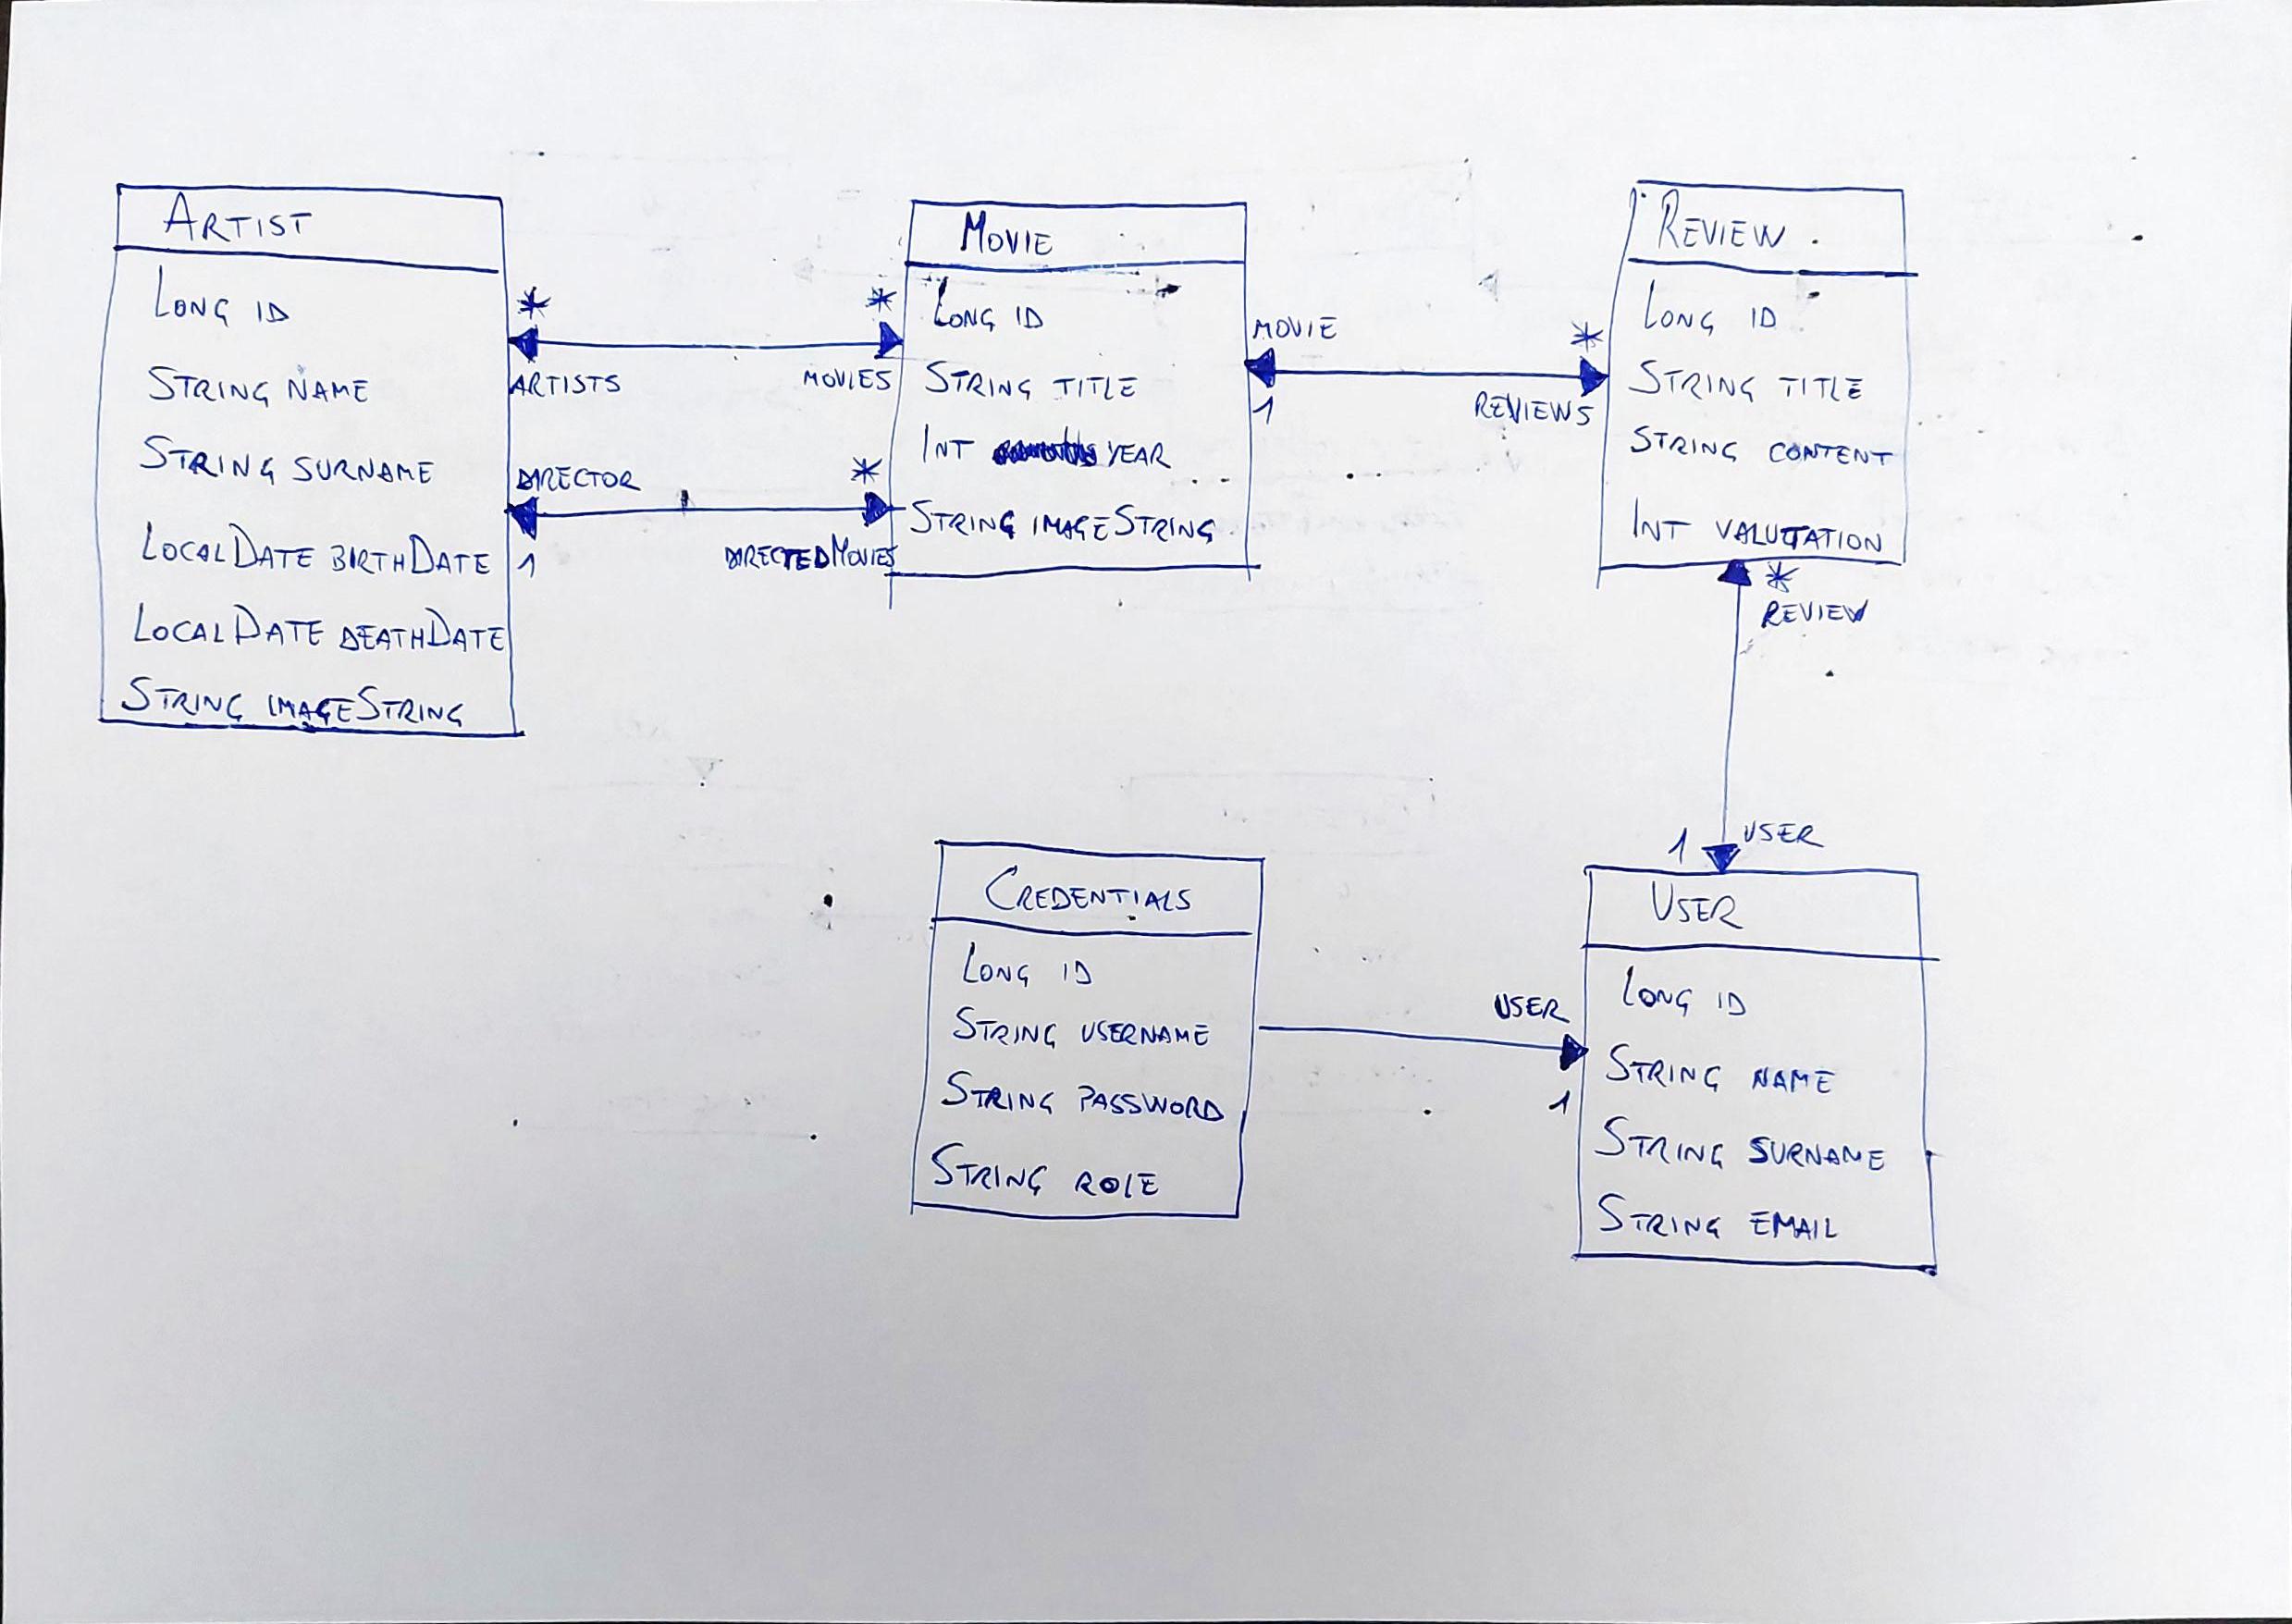 ARTIST
LONG ID
STRING NAME
STRING SURNAME
LOCALDATE BIRTHDATE
LOCALDATE DEATHDATE
STRING IMAGESTRING
*
*
ARTISTS
MOVIES
DIRECTOR
*
1
DIRECTEDMOVIES
MOVIE
LONG ID
STRING TITLE
INT YEAR
STRING IMAGESTRING
MOVIE
*
1
REVIEWS
REVIEW
LONG ID
STRING TITLE
STRING CONTENT
INT VALUTATION
*
REVIEW
1 USER
CREDENTIALS
LONG ID
STRING USERNAME
STRING PASSWORD
STRING ROLE
USER
1
USER
LONG ID
STRING NAME
STRING SURNAME
STRING EMAIL